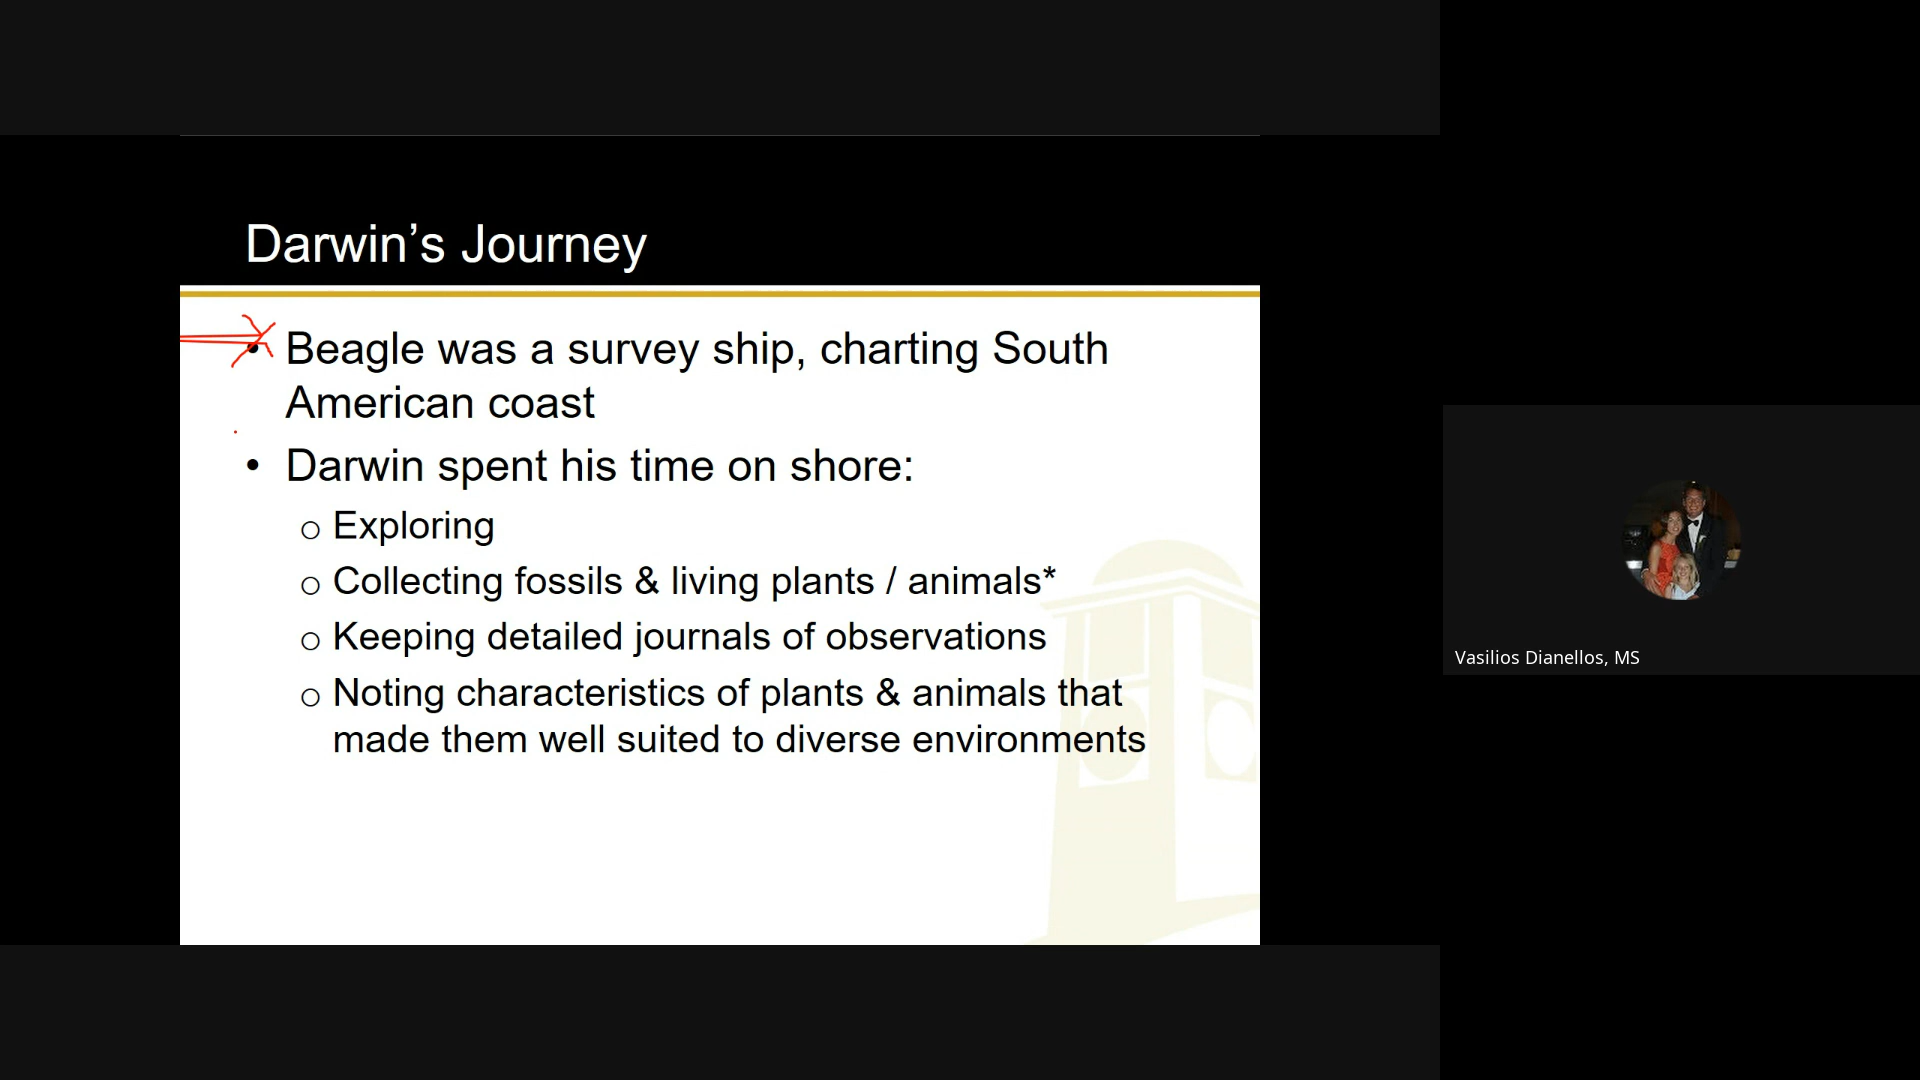 Darwin’s Journey
• Beagle was a survey ship, charting South
American coast
• Darwin spent his time on shore:
o Exploring
o Collecting fossils & living plants / animals*
o Keeping detailed journals of observations
o Noting characteristics of plants & animals that
made them well suited to diverse environments
Vasilios Dianellos, MS